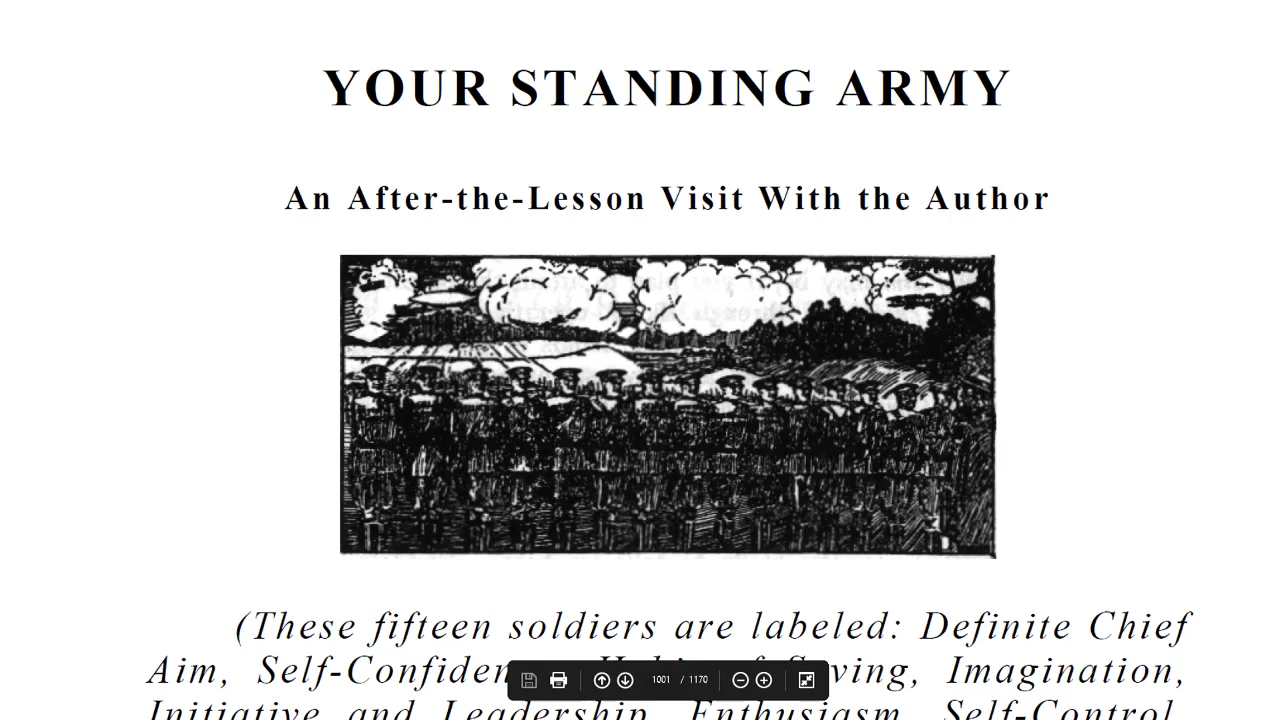 YOUR STANDING ARMY
An After-the-Lesson Visit With the Author
(These fifteen soldiers are labeled: Definite Chief
Aim, Self-Confiden ving, Imagination,
Initiative and Leadership, Enthusiasm, Self-Control,
1001 / 1170